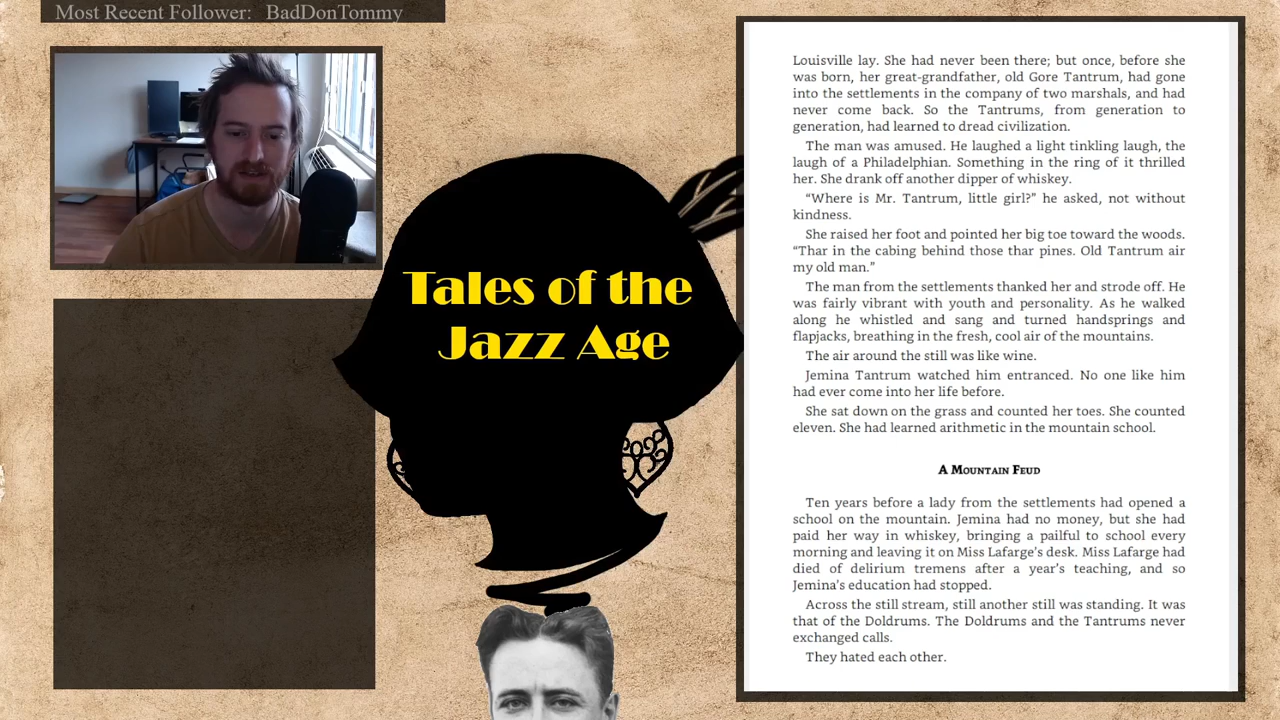 Most Recent Follower: BadDonTommy
Tales of the
Jazz Age
Louisville lay. She had never been there; but once, before she
was born, her great-grandfather, old Gore Tantrum, had gone
into the settlements in the company of two marshals, and had
never come back. So the Tantrums, from generation to
generation, had learned to dread civilization.
The man was amused. He laughed a light tinkling laugh, the
laugh of a Philadelphian. Something in the ring of it thrilled
her. She drank off another dipper of whiskey.
“Where is Mr. Tantrum, little girl?” he asked, not without
kindness.
She raised her foot and pointed her big toe toward the woods.
“Thar in the cabing behind those thar pines. Old Tantrum air
my old man.”
The man from the settlements thanked her and strode off. He
was fairly vibrant with youth and personality. As he walked
along he whistled and sang and turned handsprings and
flapjacks, breathing in the fresh, cool air of the mountains.
The air around the still was like wine.
Jemina Tantrum watched him entranced. No one like him
had ever come into her life before.
She sat down on the grass and counted her toes. She counted
eleven. She had learned arithmetic in the mountain school.
A Mountain Feud
Ten years before a lady from the settlements had opened a
school on the mountain. Jemina had no money, but she had
paid her way in whiskey, bringing a pailful to school every
morning and leaving it on Miss Lafarge’s desk. Miss Lafarge had
died of delirium tremens after a year’s teaching, and so
Jemina’s education had stopped.
Across the still stream, still another still was standing. It was
that of the Doldrums. The Doldrums and the Tantrums never
exchanged calls.
They hated each other.